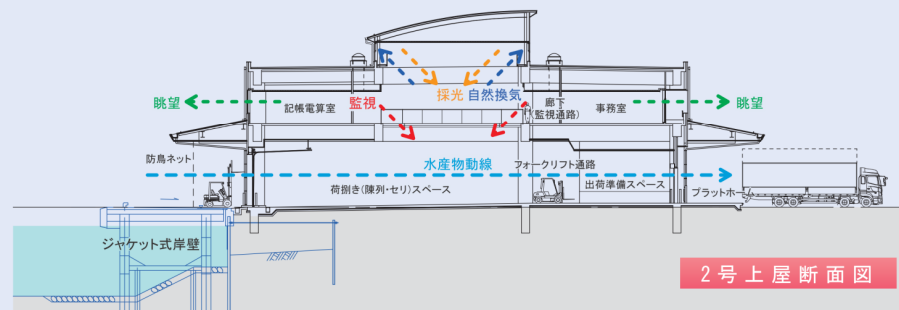 採光 自然換気
眺望
記帳電算室
監視
廊下
(監視通路)
事務室
眺望
防鳥ネット
水産物動線
フォークリフト通路
荷捌き(陳列・セリ)スペース
出荷準備スペース
プラットホーム
ジャケット式岸壁
2号上屋断面図